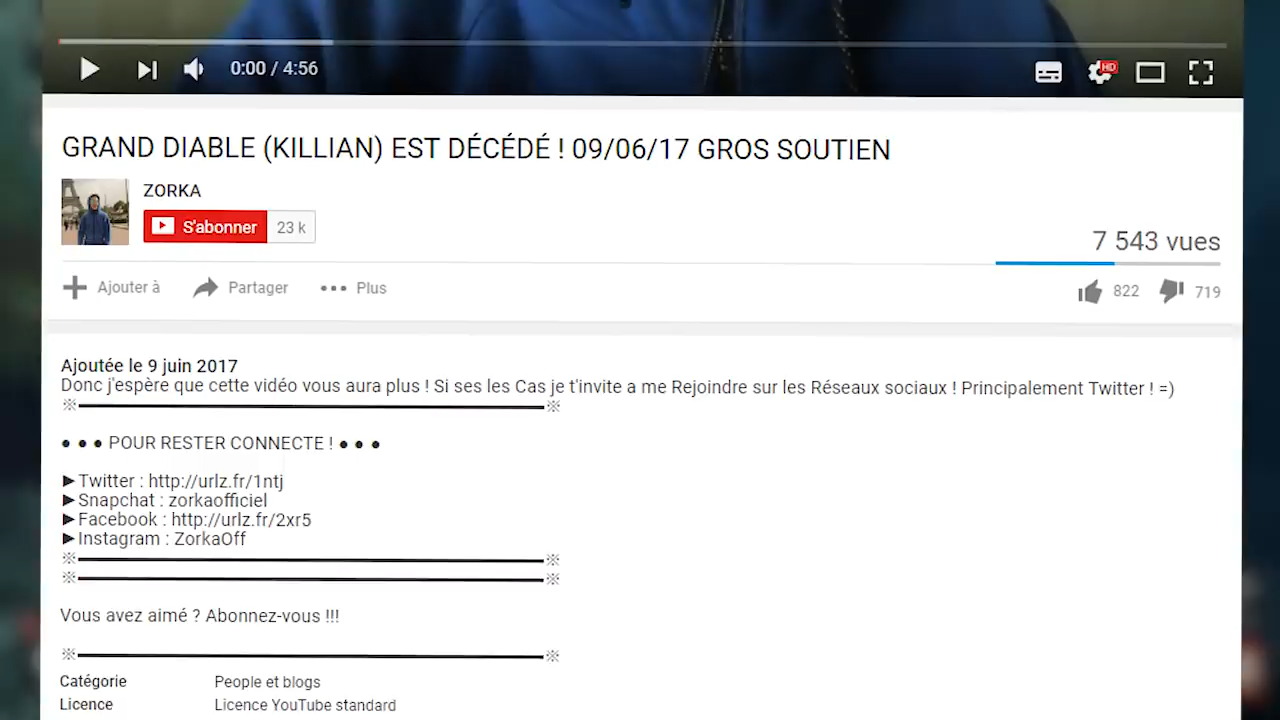 0:00 / 4:56
HD
GRAND DIABLE (KILLIAN) EST DÉCÉDÉ ! 09/06/17 GROS SOUTIEN
ZORKA
S'abonner 23 k
7 543 vues
Ajouter à Partager Plus 822 719
Ajoutée le 9 juin 2017
Donc j'espère que cette vidéo vous aura plus ! Si ses les Cas je t'invite a me Rejoindre sur les Réseaux sociaux ! Principalement Twitter ! =)
※▬▬▬▬▬▬▬▬▬▬▬▬▬▬▬▬▬▬▬▬▬▬▬▬▬※
● ● ● POUR RESTER CONNECTE ! ● ● ●
►Twitter : http://urlz.fr/1ntj
►Snapchat : zorkaofficiel
►Facebook : http://urlz.fr/2xr5
►Instagram : ZorkaOff
※▬▬▬▬▬▬▬▬▬▬▬▬▬▬▬▬▬▬▬▬▬▬▬▬▬※
※▬▬▬▬▬▬▬▬▬▬▬▬▬▬▬▬▬▬▬▬▬▬▬▬▬※
Vous avez aimé ? Abonnez-vous !!!
※▬▬▬▬▬▬▬▬▬▬▬▬▬▬▬▬▬▬▬▬▬▬▬▬▬※
Catégorie People et blogs
Licence Licence YouTube standard